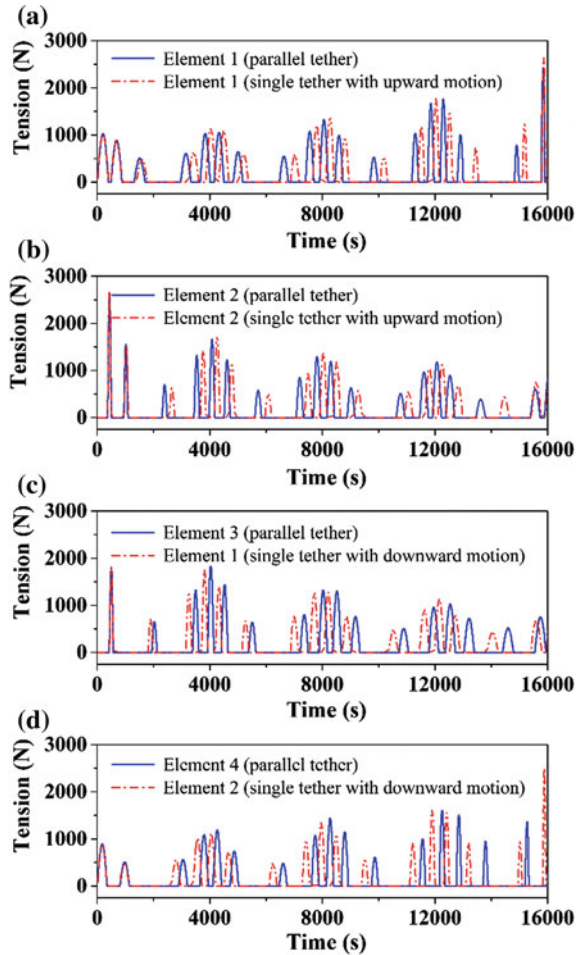 (a)
Tension (N)
3000
2000
1000
0
Element 1 (parallel tether)
Element 1 (single tether with upward motion)
0 4000 8000 12000 16000
Time (s)
(b)
Tension (N)
3000
2000
1000
0
Element 2 (parallel tether)
Element 2 (single tether with upward motion)
0 4000 8000 12000 16000
Time (s)
(c)
Tension (N)
3000
2000
1000
0
Element 3 (parallel tether)
Element 1 (single tether with downward motion)
0 4000 8000 12000 16000
Time (s)
(d)
Tension (N)
3000
2000
1000
0
Element 4 (parallel tether)
Element 2 (single tether with downward motion)
0 4000 8000 12000 16000
Time (s)